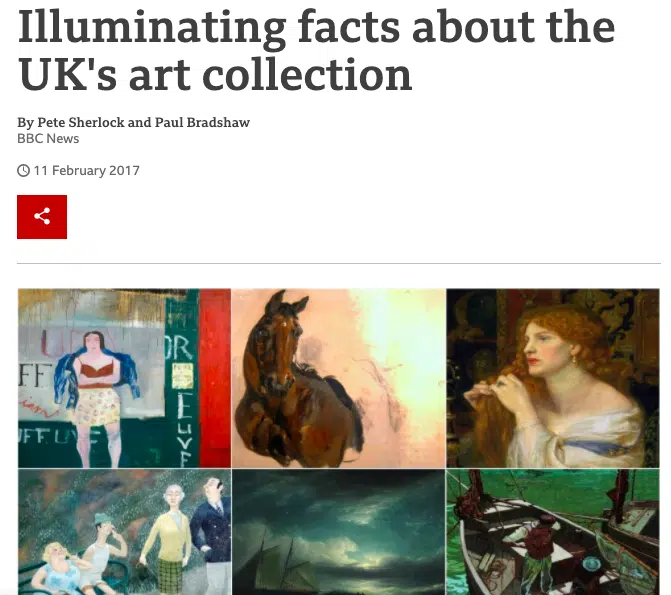 Illuminating facts about the
UK's art collection
By Pete Sherlock and Paul Bradshaw
BBC News
11 February 2017